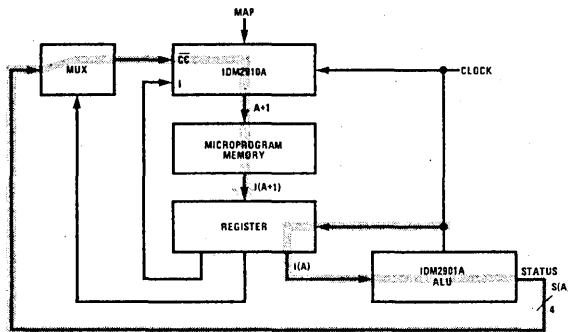 MAP
MUX
CC
I
IDM2910A
CLOCK
A+1
MICROPROGRAM
MEMORY
I(A+1)
REGISTER
I(A)
IDM2901A
ALU
STATUS
S(A
4